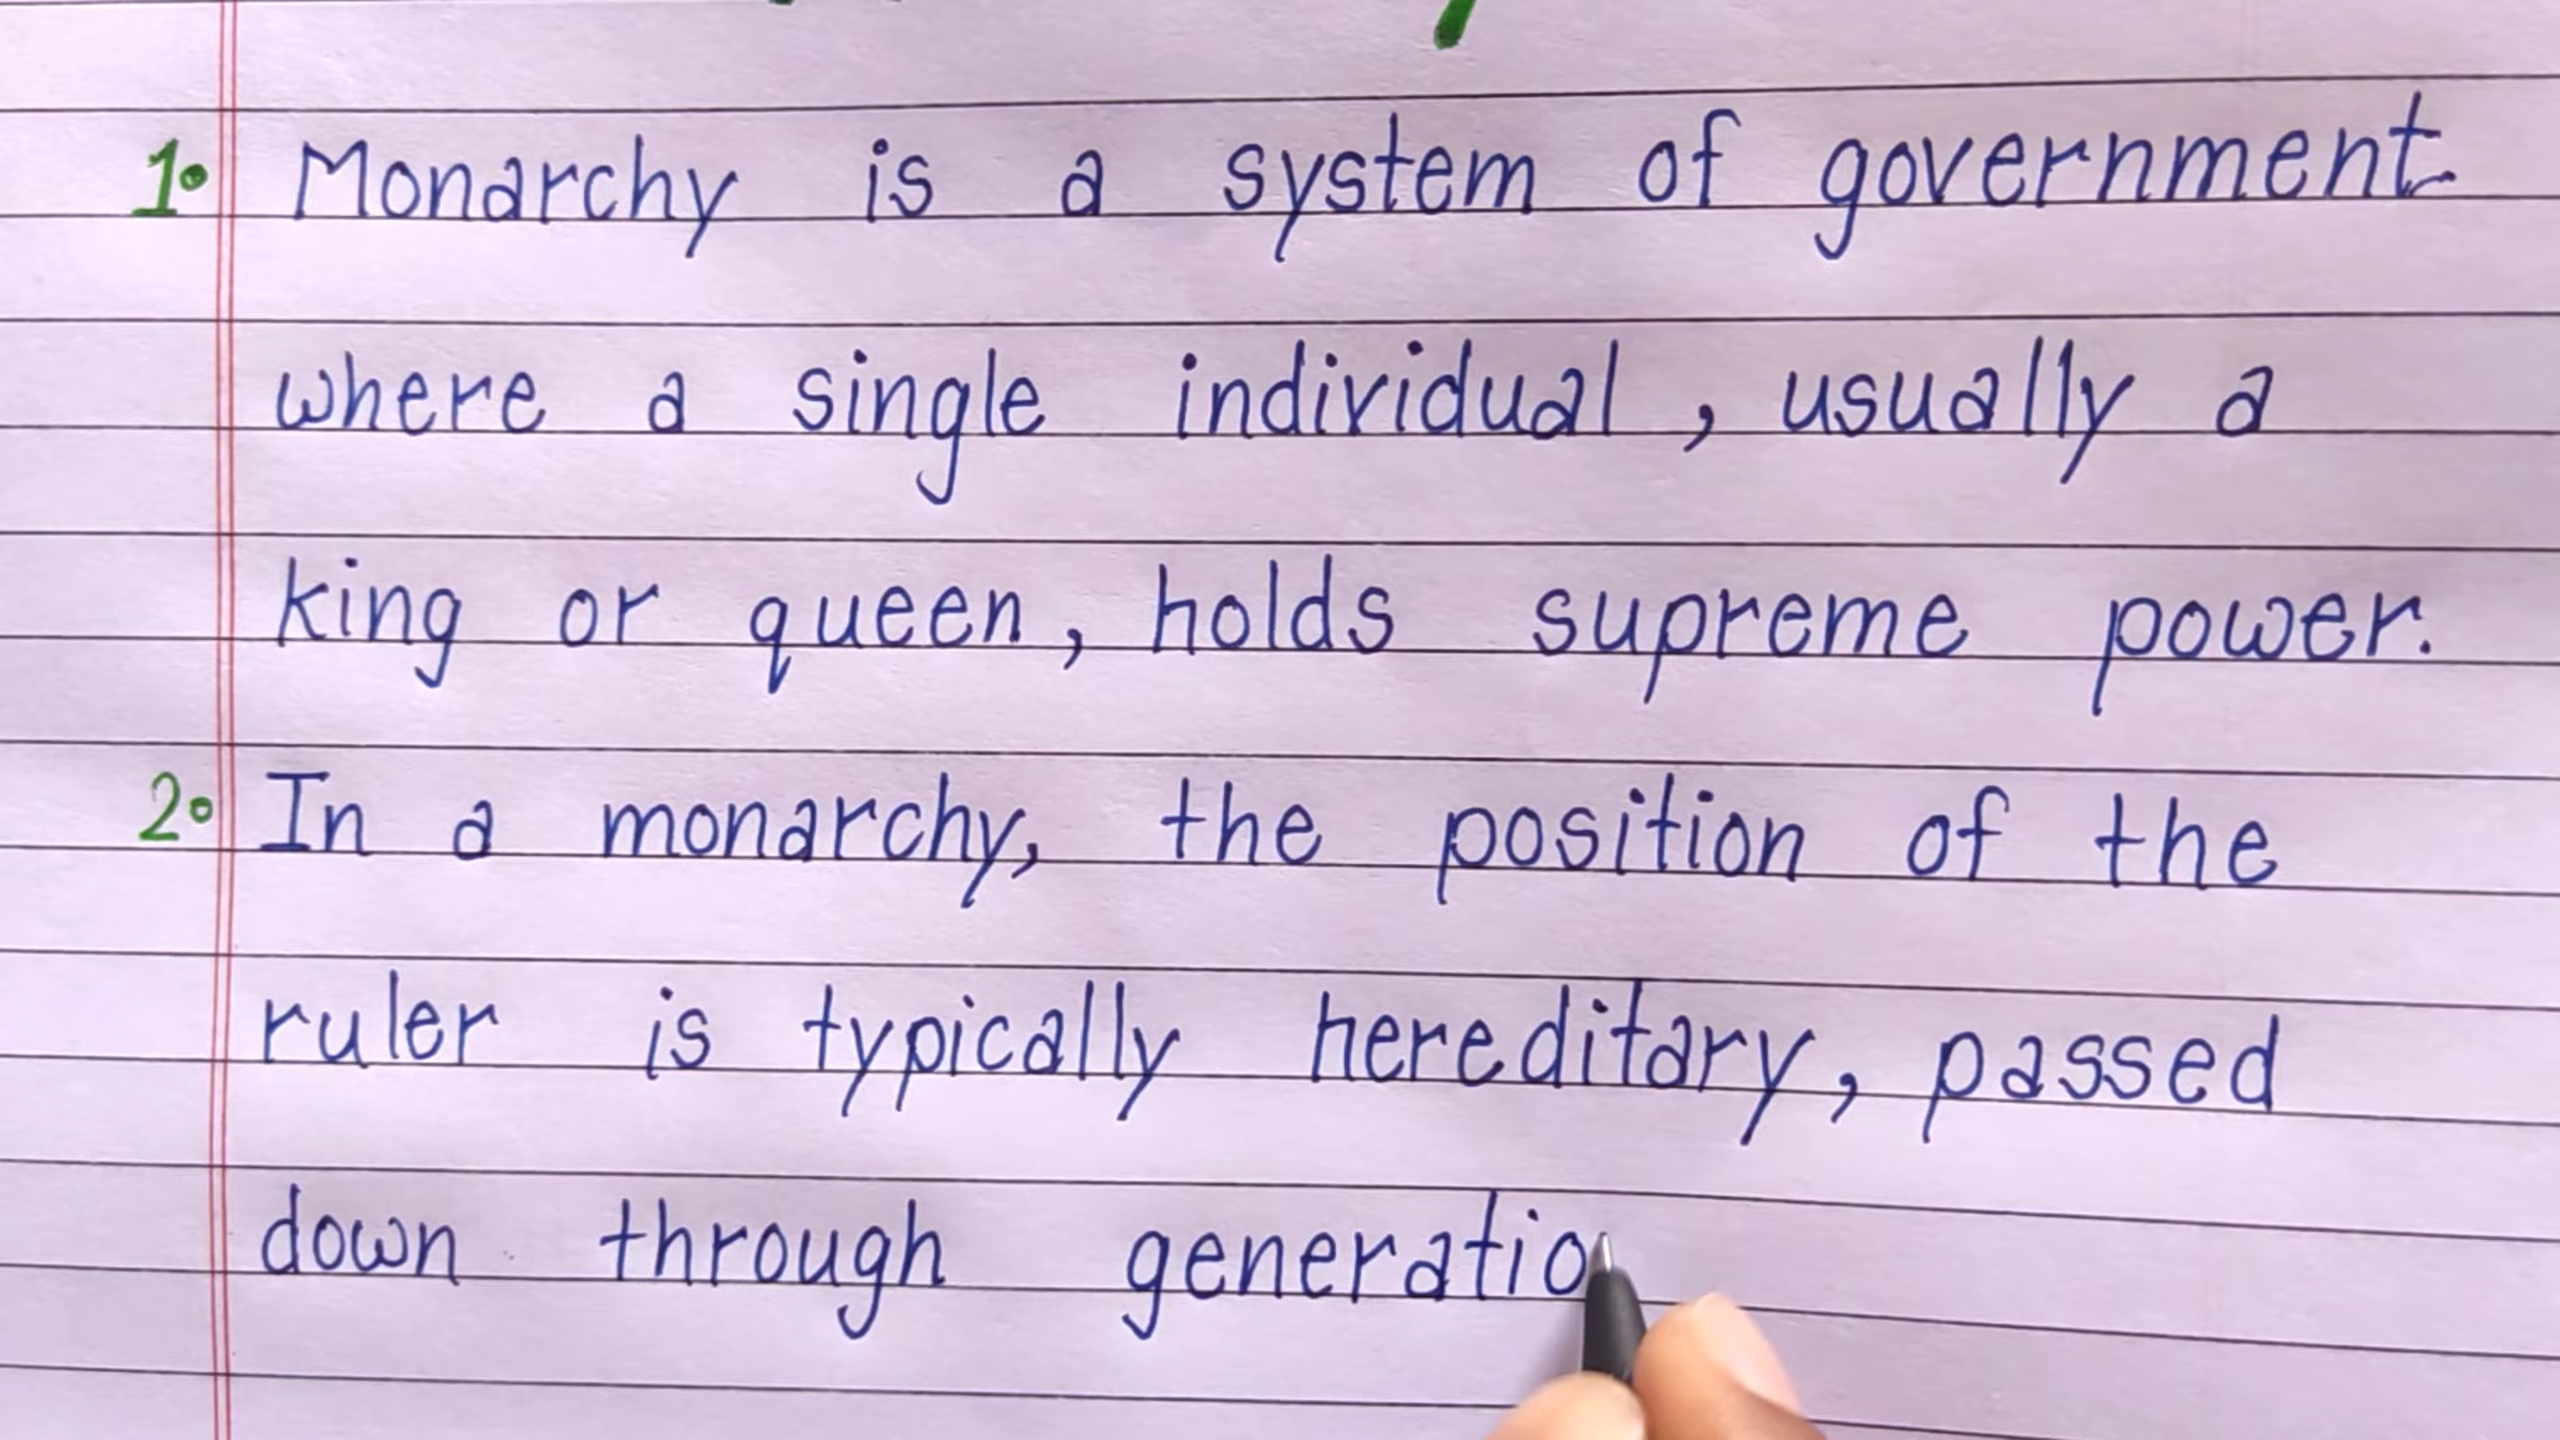 1. Monarchy is a system of government
where a single individual, usually a
king or queen, holds supreme power.
2. In a monarchy, the position of the
ruler is typically hereditary, passed
down through generatio